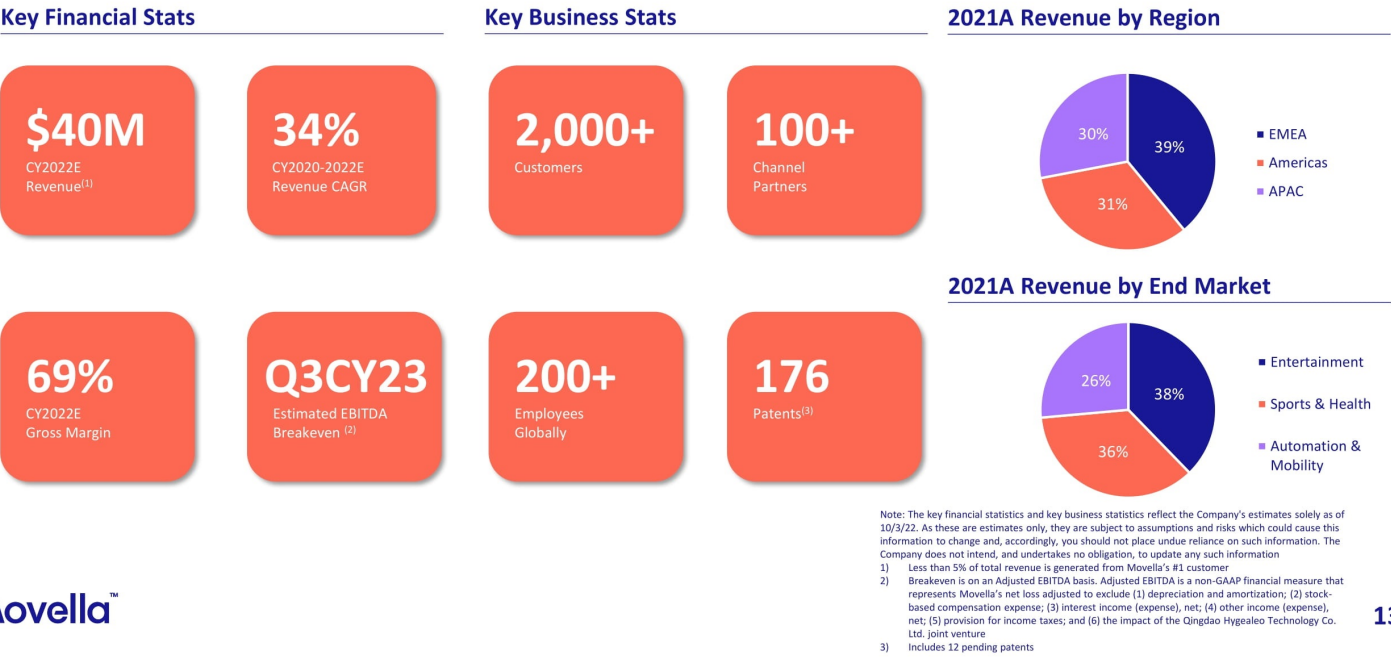 Key Financial Stats
$40M
CY2022E
Revenue(1)
34%
CY2020-2022E
Revenue CAGR
69%
CY2022E
Gross Margin
Q3CY23
Estimated EBITDA
Breakeven (2)
Key Business Stats
2,000+
Customers
100+
Channel
Partners
200+
Employees
Globally
176
Patents(3)
2021A Revenue by Region
30%
39%
31%
EMEA
Americas
APAC
2021A Revenue by End Market
26%
38%
36%
Entertainment
Sports & Health
Automation &
Mobility
Note: The key financial statistics and key business statistics reflect the Company's estimates solely as of
10/3/22. As these are estimates only, they are subject to assumptions and risks which could cause this
information to change and, accordingly, you should not place undue reliance on such information. The
Company does not intend, and undertakes no obligation, to update any such information
1) Less than 5% of total revenue is generated from Movella's #1 customer
2) Breakeven is on an Adjusted EBITDA basis. Adjusted EBITDA is a non-GAAP financial measure that
represents Movella's net loss adjusted to exclude (1) depreciation and amortization; (2) stock-
based compensation expense; (3) interest income (expense), net; (4) other income (expense),
net; (5) provision for income taxes; and (6) the impact of the Qingdao Hygealeo Technology Co.
Ltd. joint venture
3) Includes 12 pending patents
ovella™
13